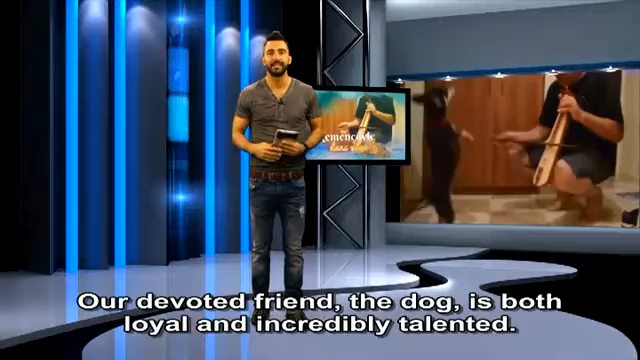 Our devoted friend, the dog, is both
loyal and incredibly talented.